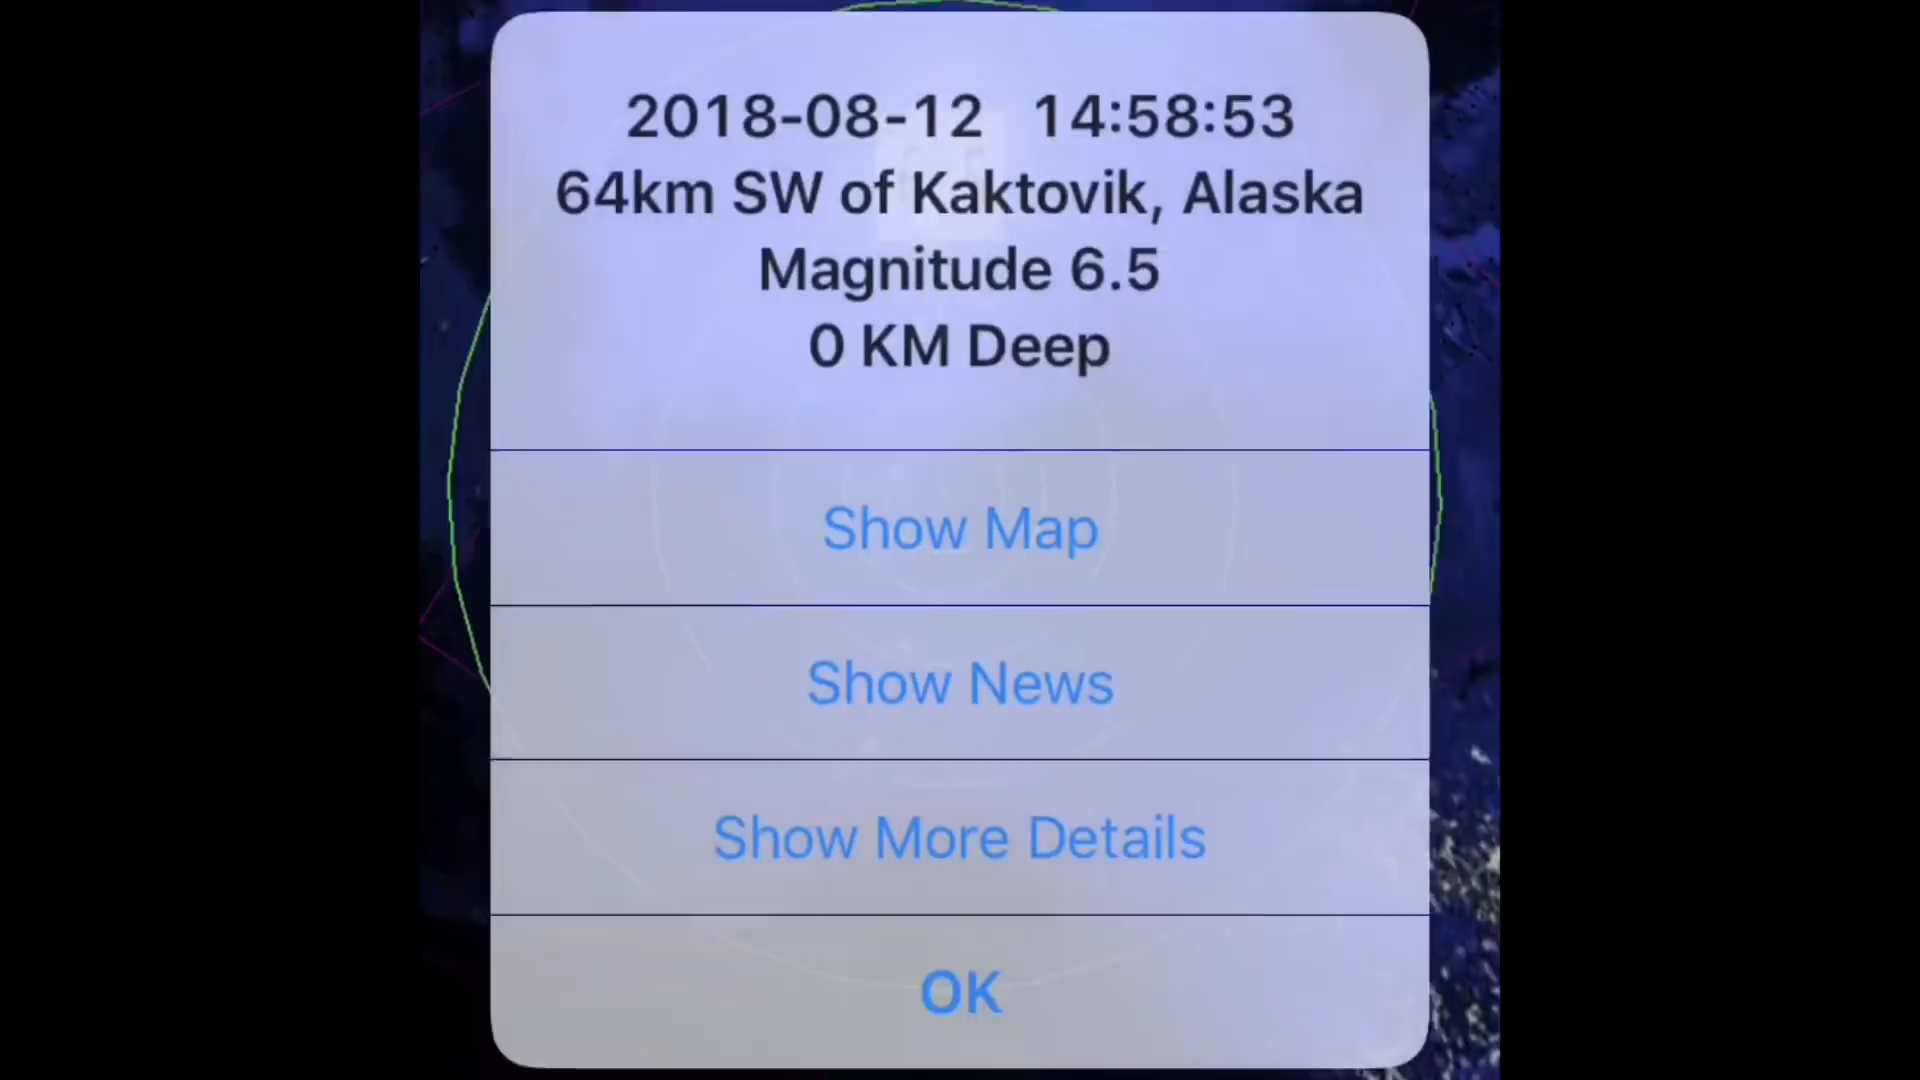 2018-08-12 14:58:53
64km SW of Kaktovik, Alaska
Magnitude 6.5
0 KM Deep
Show Map
Show News
Show More Details
OK